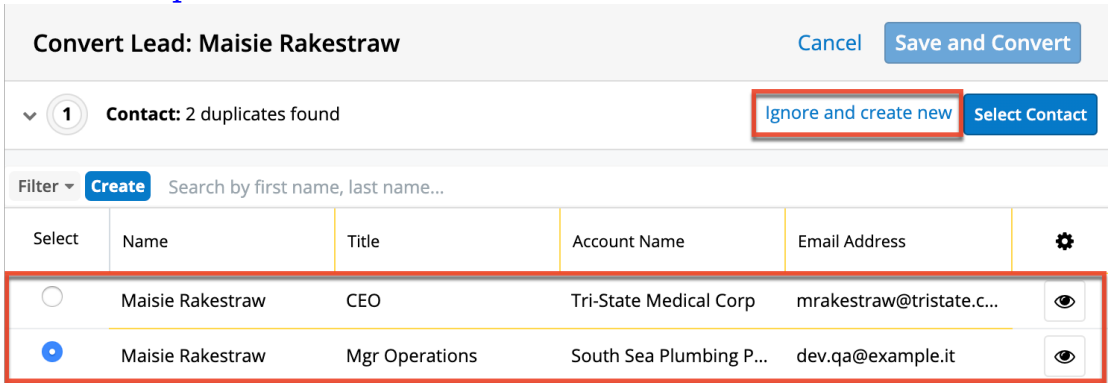 Convert Lead: Maisie Rakestraw Cancel Save and Convert
1 Contact: 2 duplicates found Ignore and create new Select Contact
Filter Create Search by first name, last name...
Select Name Title Account Name Email Address
Maisie Rakestraw CEO Tri-State Medical Corp mrakestraw@tristate.c...
Maisie Rakestraw Mgr Operations South Sea Plumbing P... dev.qa@example.it